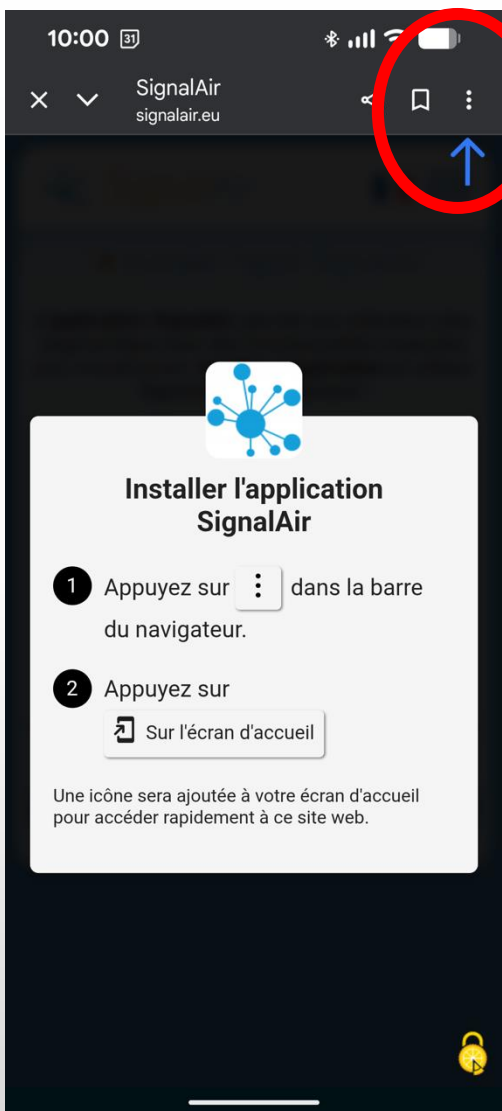 10:00 31
SignalAir
signalair.eu
Installer l'application
SignalAir
1 Appuyez sur dans la barre
du navigateur.
2 Appuyez sur
Sur l'écran d'accueil
Une icône sera ajoutée à votre écran d'accueil
pour accéder rapidement à ce site web.